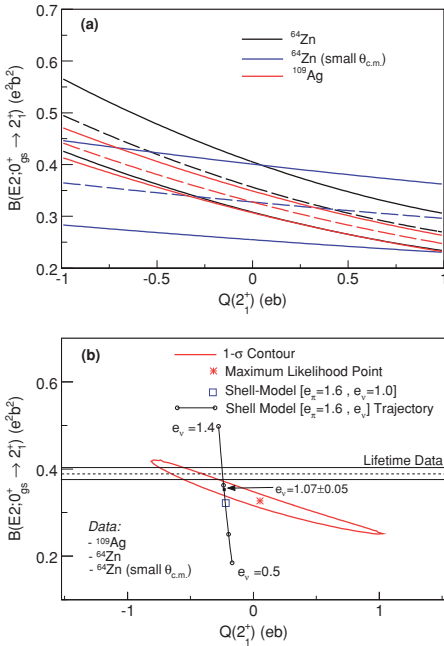 (a)
⁶⁴Zn
⁶⁴Zn (small θc.m.)
¹⁰⁹Ag
B(E2;0⁺gs → 2⁺₁) (e²b²)
0.6
0.5
0.4
0.3
0.2
-1
-0.5
0
0.5
1
Q(2⁺₁) (eb)
(b)
1-σ Contour
Maximum Likelihood Point
Shell-Model [eπ=1.6 , eν=1.0]
Shell Model [eπ=1.6 , eν] Trajectory
eν=1.4
Lifetime Data
eν=1.07±0.05
Data:
- ¹⁰⁹Ag
- ⁶⁴Zn
- ⁶⁴Zn (small θc.m.)
eν=0.5
B(E2;0⁺gs → 2⁺₁) (e²b²)
0.6
0.4
0.2
-1
0
1
Q(2⁺₁) (eb)